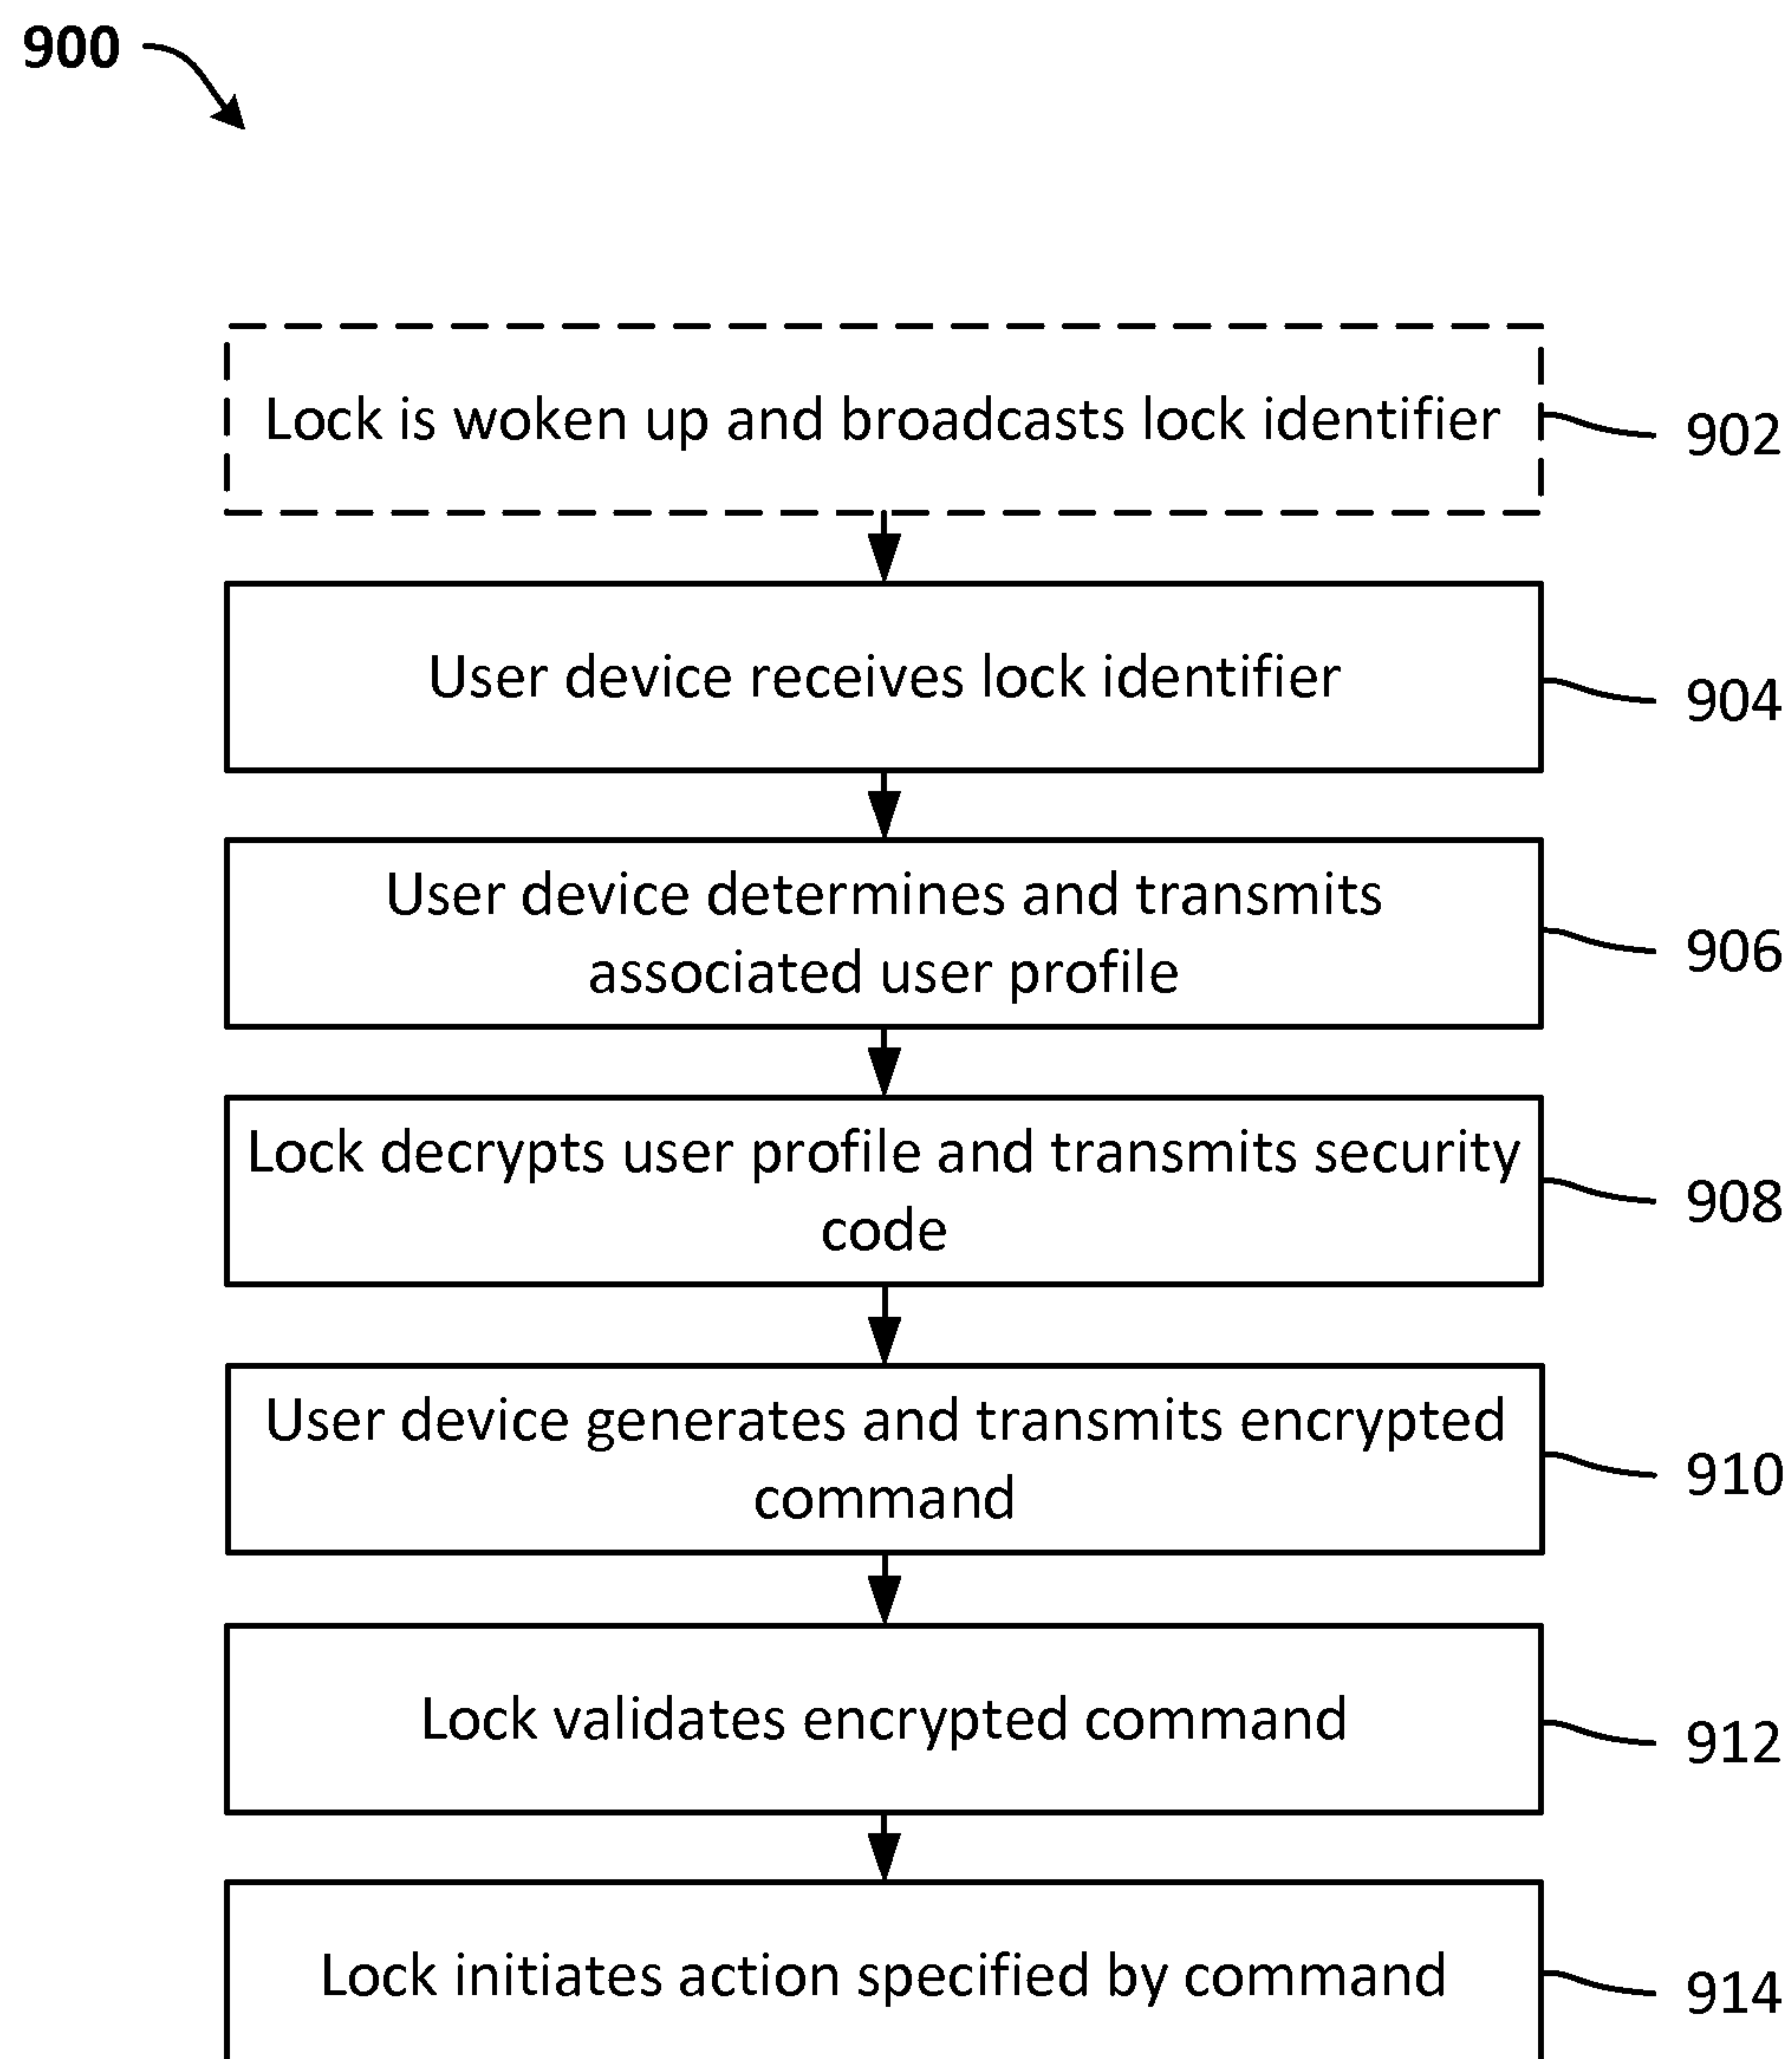 900
Lock is woken up and broadcasts lock identifier
902
User device receives lock identifier
904
User device determines and transmits
associated user profile
906
Lock decrypts user profile and transmits security
code
908
User device generates and transmits encrypted
command
910
Lock validates encrypted command
912
Lock initiates action specified by command
914